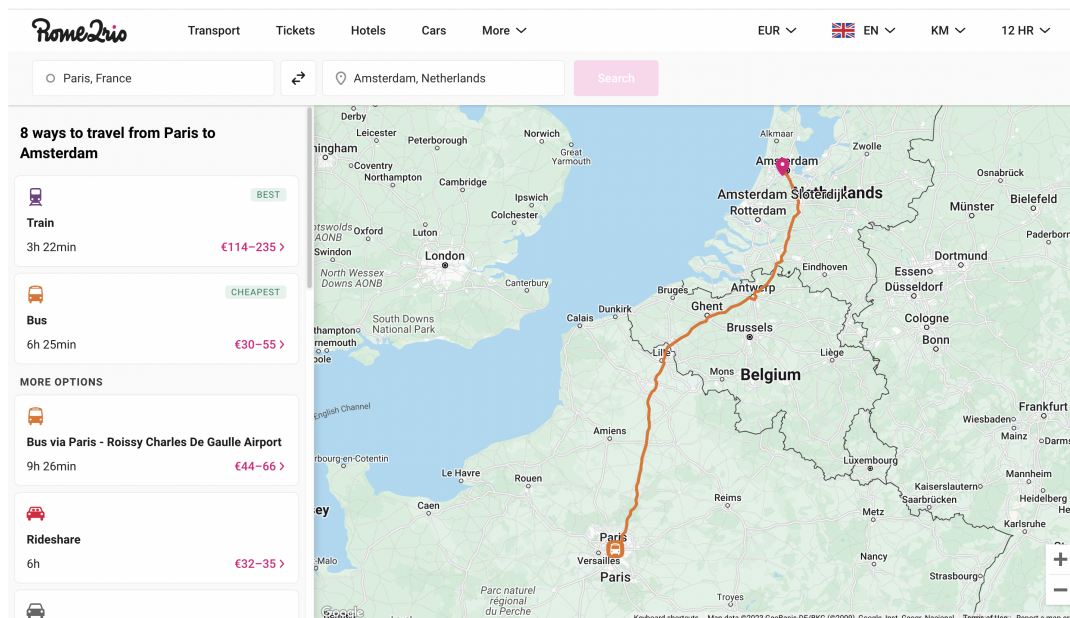 Rome2rio
Transport Tickets Hotels Cars More EUR EN KM 12 HR
Paris, France Amsterdam, Netherlands Search
8 ways to travel from Paris to
Amsterdam
BEST
Train
3h 22min €114–235
CHEAPEST
Bus
6h 25min €30–55
MORE OPTIONS
Bus via Paris - Roissy Charles De Gaulle Airport
9h 26min €44–66
Rideshare
6h €32–35
Derby
Leicester
Peterborough
Norwich
Great
Yarmouth
Coventry
Northampton
Cambridge
Ipswich
Colchester
Oxford
Luton
AONB
Swindon
London
North Wessex
Downs AONB
Canterbury
South Downs
National Park
English Channel
Alkmaar
Amsterdam
Zwolle
Amsterdam Sloterdijk
Rotterdam
Osnabrück
Bielefeld
Münster
Paderborn
Dortmund
Essen
Düsseldorf
Eindhoven
Bruges
Antwerp
Ghent
Dunkirk
Calais
Brussels
Cologne
Bonn
Lille
Liège
Mons
Belgium
Amiens
Frankfurt
Wiesbaden
Mainz
Luxembourg
Le Havre
Rouen
Caen
Reims
Kaiserslautern
Saarbrücken
Mannheim
Heidelberg
Metz
Karlsruhe
Paris
Versailles
Paris
Nancy
Strasbourg
Parc naturel
régional
du Perche
Troyes
Google